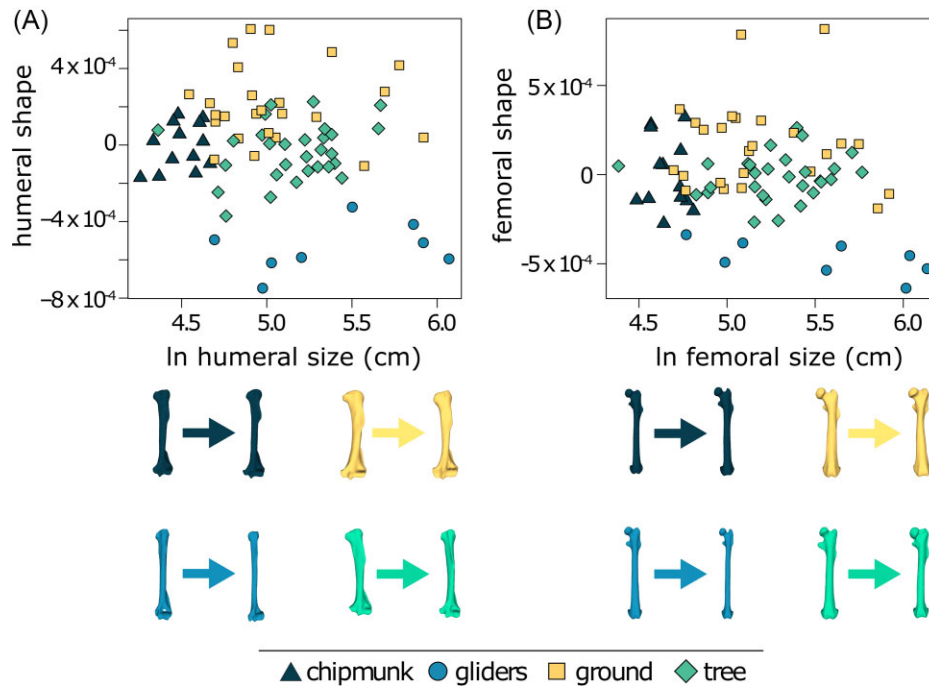 (A)
humeral shape
4×10⁻⁴
0
−4×10⁻⁴
−8×10⁻⁴
4.5 5.0 5.5 6.0
ln humeral size (cm)
(B)
femoral shape
5×10⁻⁴
0
−5×10⁻⁴
4.5 5.0 5.5 6.0
ln femoral size (cm)
chipmunk gliders ground tree